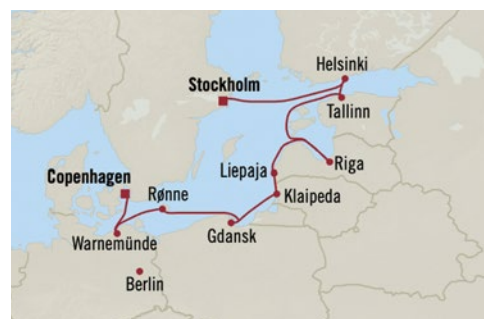 Helsinki
Stockholm
Tallinn
Liepaja
Riga
Copenhagen
Rønne
Klaipeda
Warnemünde
Gdansk
Berlin